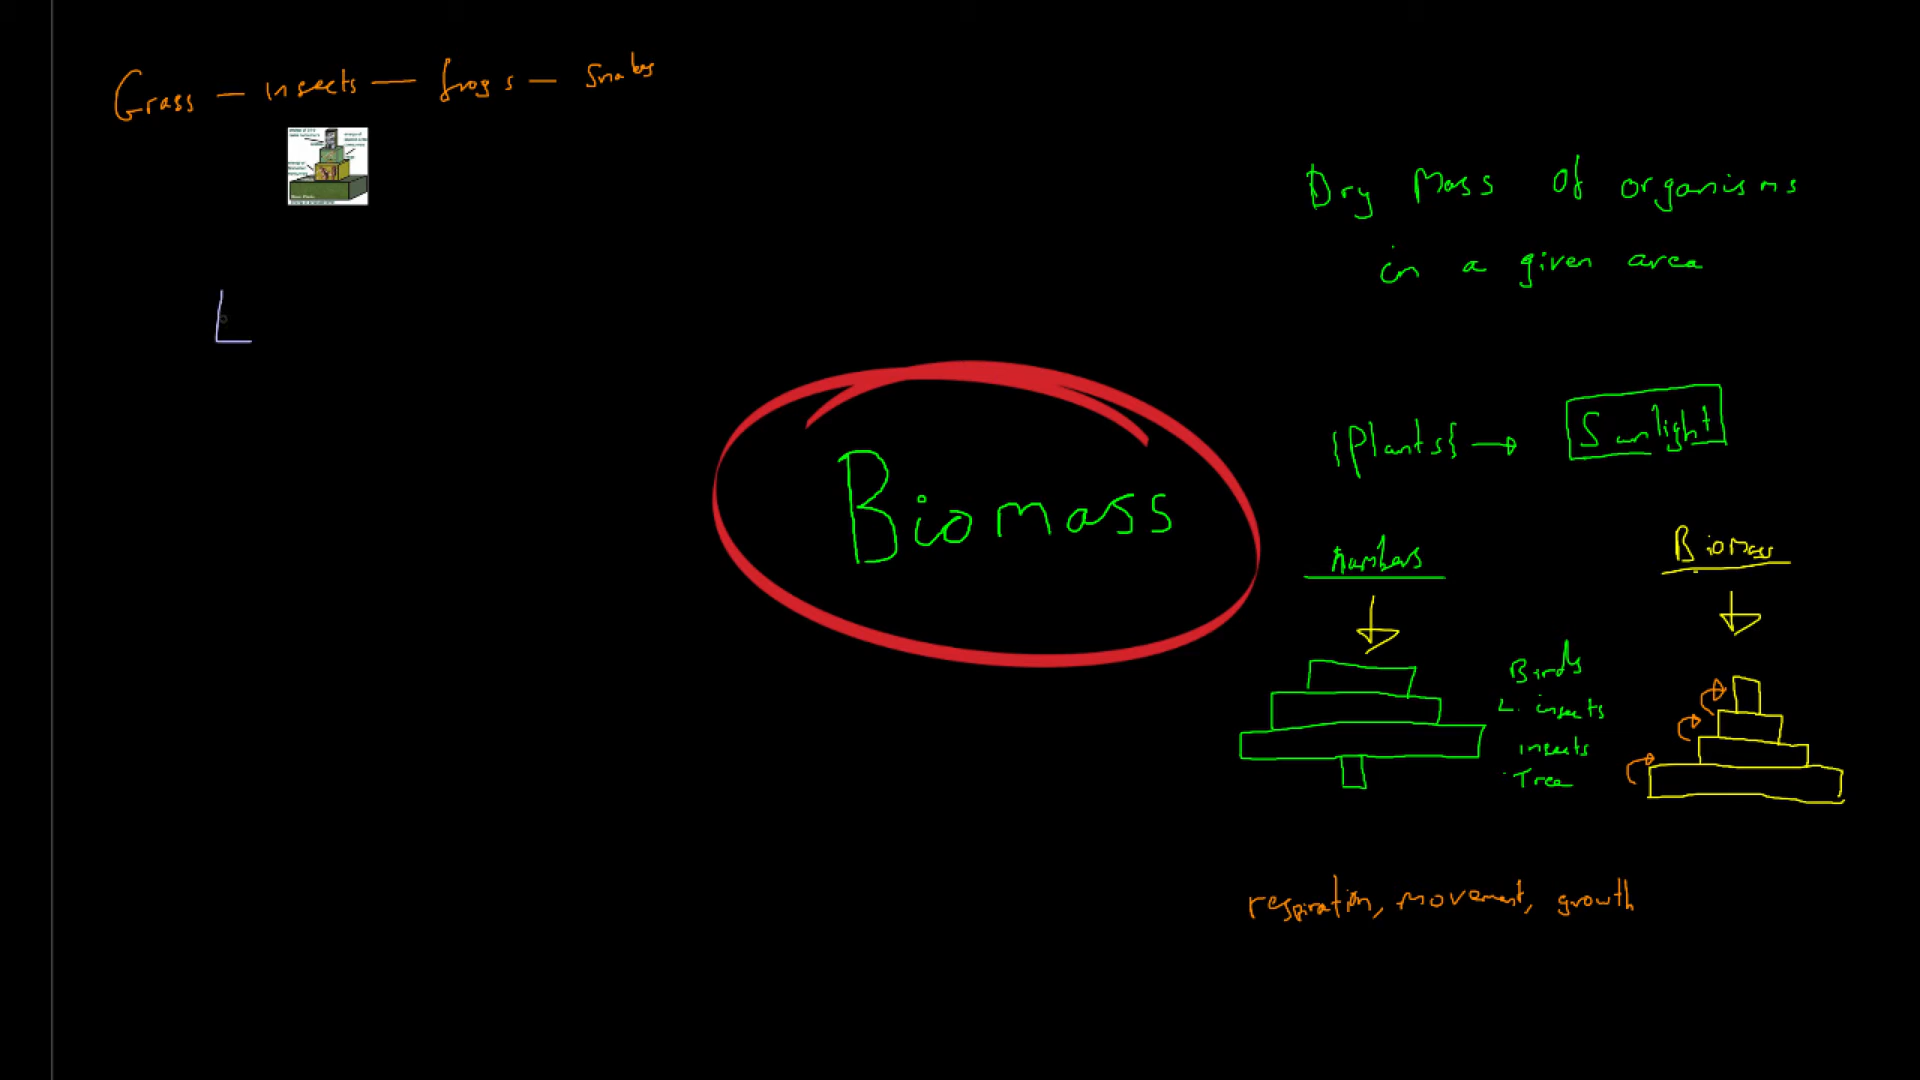 Grass — insects — frogs — Snakes
Dry Mass of organisms
in a given area
{Plants} → Sunlight
Biomass
Numbers
Biomass
Birds
L. insects
insects
Tree
respiration, movement, growth